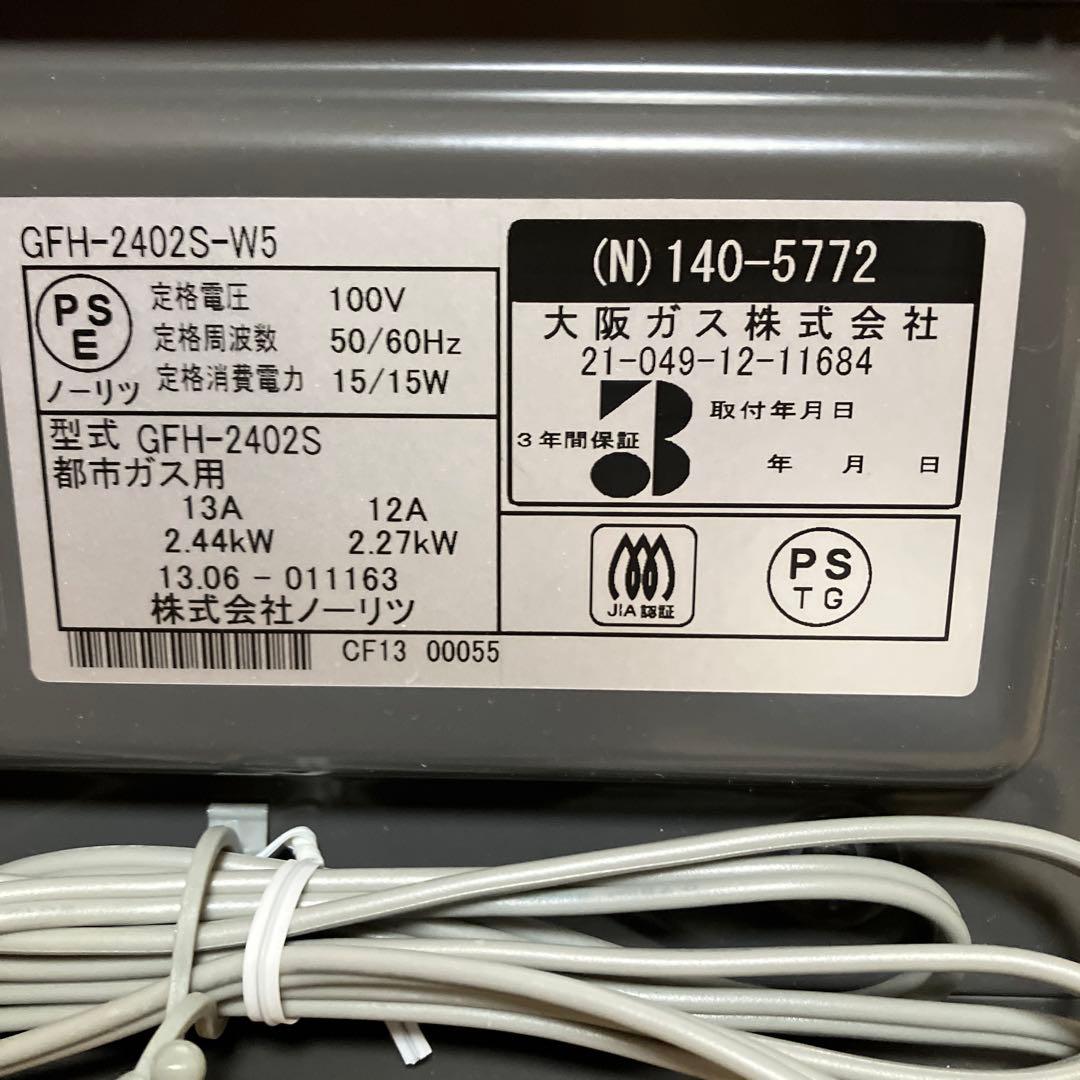 GFH-2402S-W5
PS
E
ノーリツ
定格電圧 100V
定格周波数 50/60Hz
定格消費電力 15/15W
型式 GFH-2402S
都市ガス用
13A 12A
2.44kW 2.27kW
13.06 - 011163
株式会社ノーリツ
CF13 00055
(N) 140-5772
大阪ガス株式会社
21-049-12-11684
3年間保証
取付年月日
年 月 日
JIA認証
PS
TG